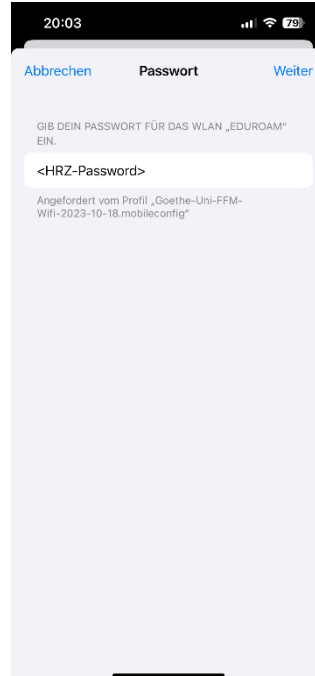 20:03
79
Abbrechen Passwort Weiter
GIB DEIN PASSWORT FÜR DAS WLAN „EDUROAM“
EIN.
<HRZ-Password>
Angefordert vom Profil „Goethe-Uni-FFM-
Wifi-2023-10-18.mobileconfig“